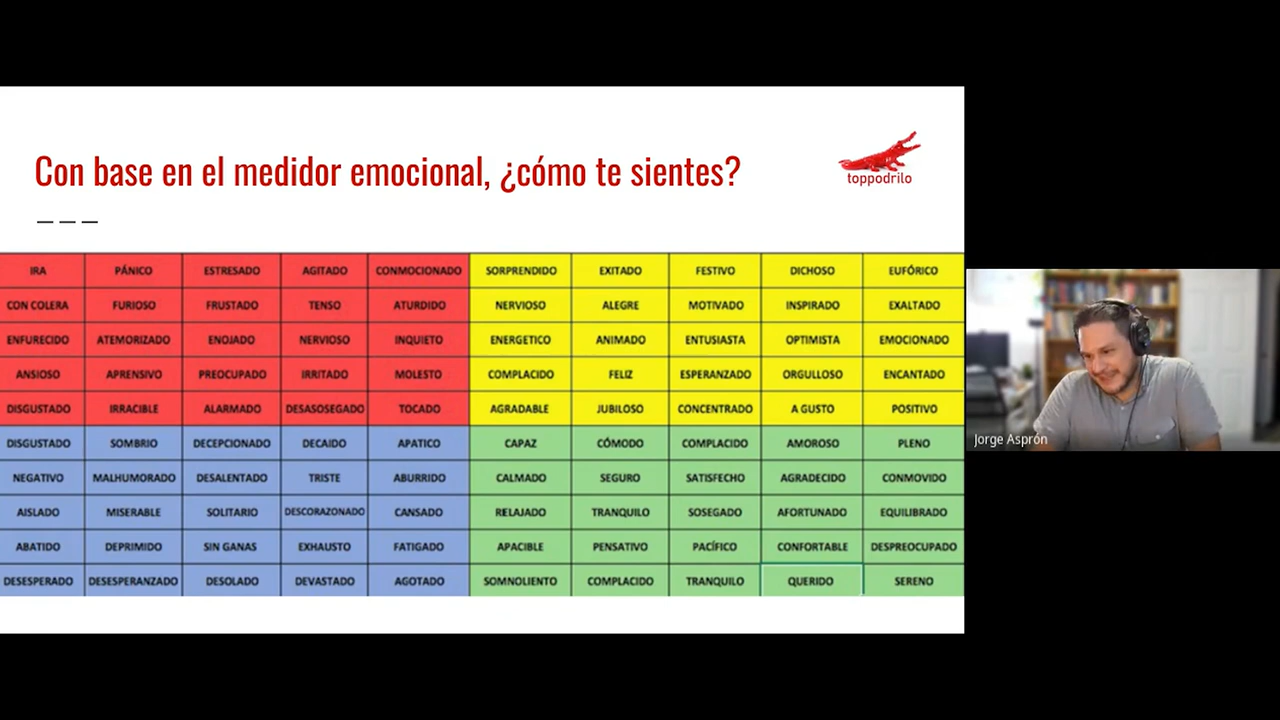 Con base en el medidor emocional, ¿cómo te sientes?
toppodrilo
IRA PÁNICO ESTRESADO AGITADO CONMOCIONADO SORPRENDIDO EXITADO FESTIVO DICHOSO EUFÓRICO
CON COLERA FURIOSO FRUSTADO TENSO ATURDIDO NERVIOSO ALEGRE MOTIVADO INSPIRADO EXALTADO
ENFURECIDO ATEMORIZADO ENOJADO NERVIOSO INQUIETO ENERGETICO ANIMADO ENTUSIASTA OPTIMISTA EMOCIONADO
ANSIOSO APRENSIVO PREOCUPADO IRRITADO MOLESTO COMPLACIDO FELIZ ESPERANZADO ORGULLOSO ENCANTADO
DISGUSTADO IRRACIBLE ALARMADO DESASOSEGADO TOCADO AGRADABLE JUBILOSO CONCENTRADO A GUSTO POSITIVO
DISGUSTADO SOMBRIO DECEPCIONADO DECAIDO APATICO CAPAZ CÓMODO COMPLACIDO AMOROSO PLENO
NEGATIVO MALHUMORADO DESALENTADO TRISTE ABURRIDO CALMADO SEGURO SATISFECHO AGRADECIDO CONMOVIDO
AISLADO MISERABLE SOLITARIO DESCORAZONADO CANSADO RELAJADO TRANQUILO SOSEGADO AFORTUNADO EQUILIBRADO
ABATIDO DEPRIMIDO SIN GANAS EXHAUSTO FATIGADO APACIBLE PENSATIVO PACÍFICO CONFORTABLE DESPREOCUPADO
DESESPERADO DESESPERANZADO DESOLADO DEVASTADO AGOTADO SOMNOLIENTO COMPLACIDO TRANQUILO QUERIDO SERENO
Jorge Asprón